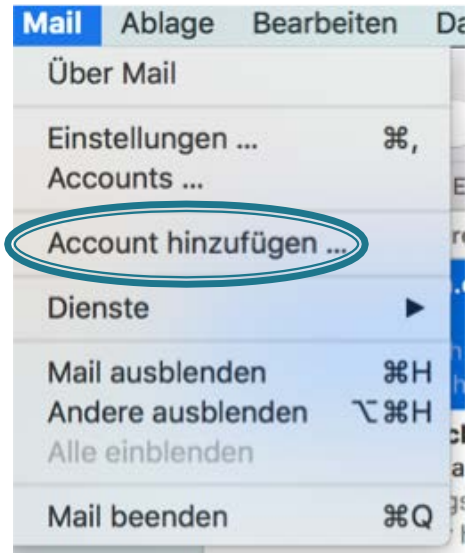 Mail Ablage Bearbeiten
Über Mail
Einstellungen ... ⌘,
Accounts ...
Account hinzufügen ...
Dienste ▶
Mail ausblenden ⌘H
Andere ausblenden ⌥⌘H
Alle einblenden
Mail beenden ⌘Q